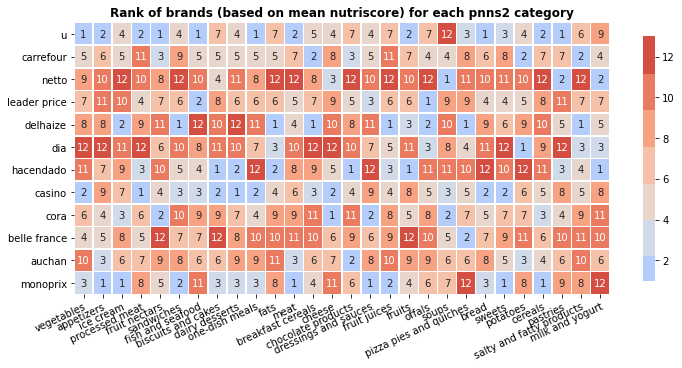 Rank of brands (based on mean nutriscore) for each pnns2 category
u 1 2 4 2 2 4 1 7 4 1 7 2 5 4 7 4 7 2 7 12 3 1 3 4 2 1 6 9
carrefour 5 6 5 11 3 9 5 5 5 5 5 7 2 8 3 5 11 7 4 4 8 6 8 2 7 7 2 4
netto 9 10 12 10 8 12 10 4 11 8 12 12 8 3 12 10 12 10 12 1 11 10 11 10 12 2 12 2
leader price 7 11 10 4 7 6 2 8 6 6 6 5 7 9 5 3 6 6 1 9 9 4 4 5 8 11 7 7
delhaize 8 8 2 9 11 1 12 10 12 11 1 4 1 10 8 11 1 3 2 10 1 9 6 9 10 5 1 5
dia 12 12 11 12 6 10 8 11 10 7 3 10 12 12 10 7 5 11 3 8 4 11 12 1 9 12 3 3
hacendado 11 7 9 3 10 5 4 1 2 12 2 8 9 5 1 12 3 1 11 11 10 12 10 12 11 3 4 1
casino 2 9 7 1 4 3 3 2 1 2 4 6 3 2 4 9 4 8 5 3 5 2 2 6 5 8 5 8
cora 6 4 3 6 2 10 9 9 7 4 9 9 11 1 11 2 8 5 8 2 7 5 7 7 3 4 9 11
belle france 4 5 8 5 12 7 7 12 8 10 10 11 10 6 9 6 9 12 10 5 2 7 9 11 6 10 11 10
auchan 10 3 6 7 9 8 6 6 9 9 11 3 6 7 2 8 10 9 9 6 6 8 5 3 4 6 10 6
monoprix 3 1 1 8 5 2 11 3 3 3 8 1 4 11 6 1 2 4 6 7 12 3 1 8 1 9 8 12
vegetables
appetizers
ice cream
processed meat
fruit nectars
sandwiches
fish and seafood
biscuits and cakes
dairy desserts
one-dish meals
fats
meat
breakfast cereals
cheese
chocolate products
dressings and sauces
fruit juices
fruits
offals
soups
pizza pies and quiches
bread
sweets
potatoes
cereals
pastries
salty and fatty products
milk and yogurt
12
10
8
6
4
2